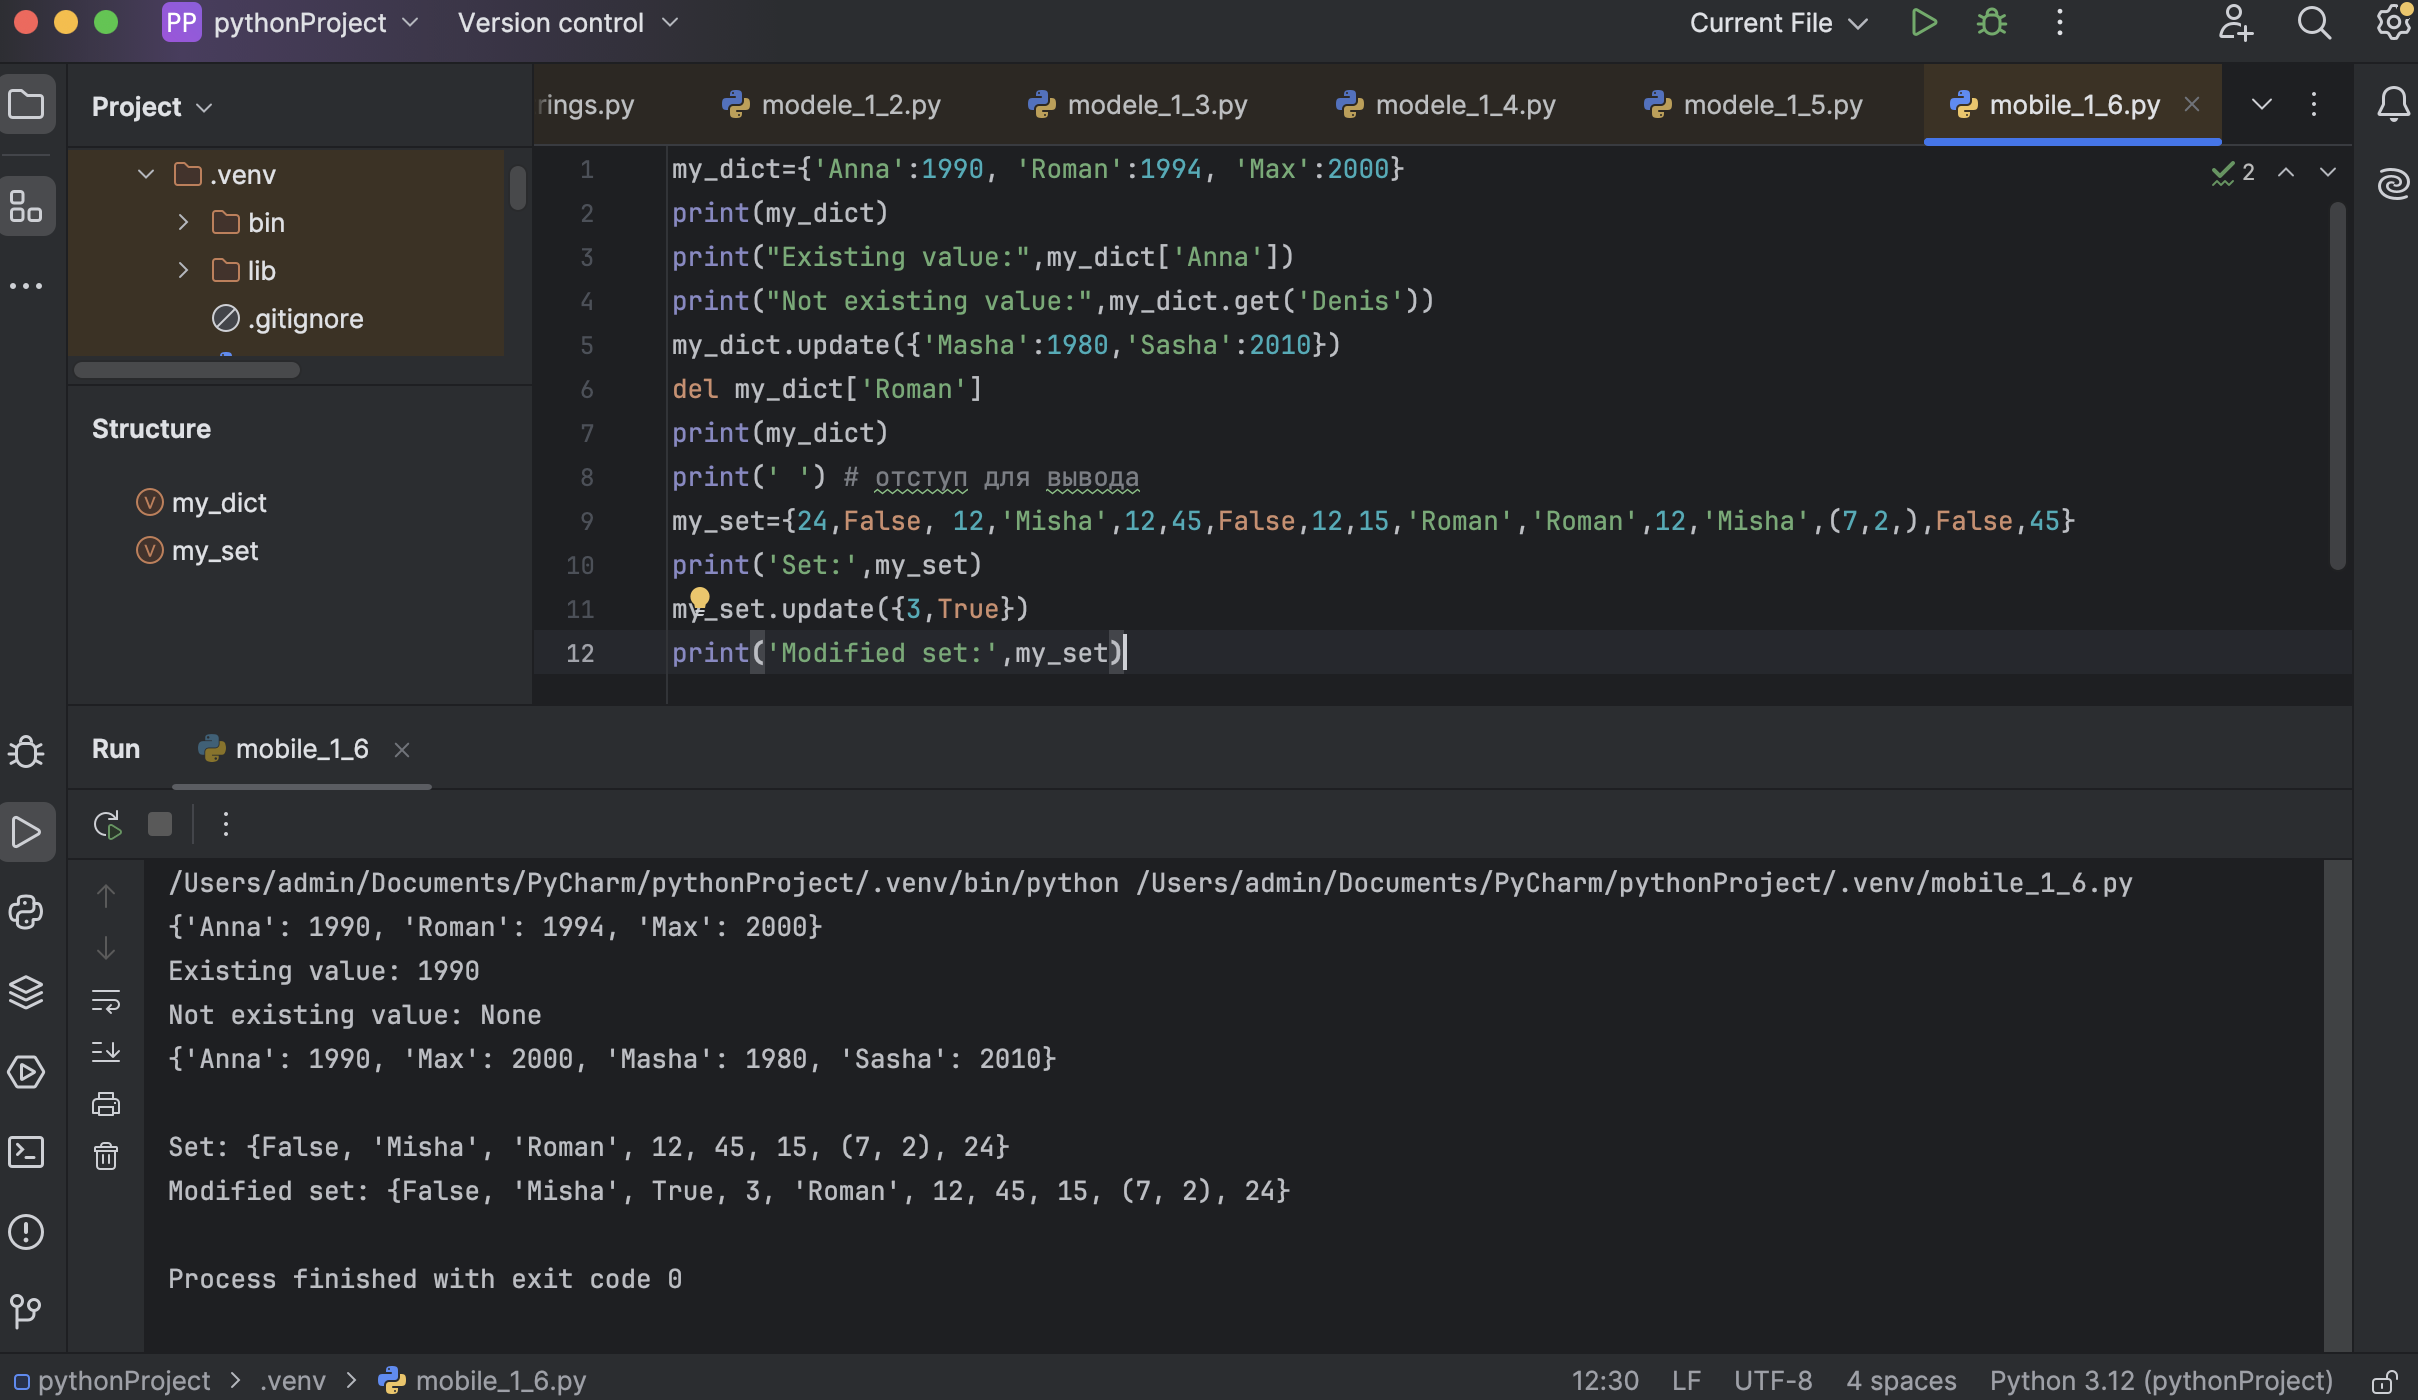 PP pythonProject Version control Current File
Project
rings.py modele_1_2.py modele_1_3.py modele_1_4.py modele_1_5.py mobile_1_6.py
.venv
bin
lib
.gitignore
Structure
my_dict
my_set
1 my_dict={'Anna':1990, 'Roman':1994, 'Max':2000}
2 print(my_dict)
3 print("Existing value:",my_dict['Anna'])
4 print("Not existing value:",my_dict.get('Denis'))
5 my_dict.update({'Masha':1980,'Sasha':2010})
6 del my_dict['Roman']
7 print(my_dict)
8 print(' ') # отступ для вывода
9 my_set={24,False, 12,'Misha',12,45,False,12,15,'Roman','Roman',12,'Misha',(7,2,),False,45}
10 print('Set:',my_set)
11 my_set.update({3,True})
12 print('Modified set:',my_set)
2
Run mobile_1_6
/Users/admin/Documents/PyCharm/pythonProject/.venv/bin/python /Users/admin/Documents/PyCharm/pythonProject/.venv/mobile_1_6.py
{'Anna': 1990, 'Roman': 1994, 'Max': 2000}
Existing value: 1990
Not existing value: None
{'Anna': 1990, 'Max': 2000, 'Masha': 1980, 'Sasha': 2010}
Set: {False, 'Misha', 'Roman', 12, 45, 15, (7, 2), 24}
Modified set: {False, 'Misha', True, 3, 'Roman', 12, 45, 15, (7, 2), 24}
Process finished with exit code 0
pythonProject > .venv > mobile_1_6.py 12:30 LF UTF-8 4 spaces Python 3.12 (pythonProject)